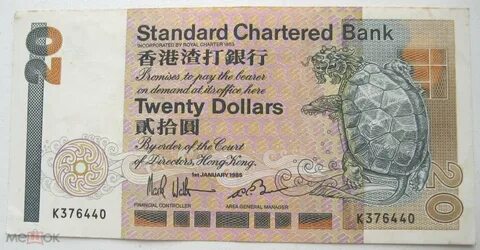 20
Standard Chartered Bank
INCORPORATED BY ROYAL CHARTER 1853
香港渣打銀行
Promises to pay the bearer
on demand at its office here
Twenty Dollars
貳拾圓
By order of the Court
of Directors, Hong Kong.
1st JANUARY 1985
K376440
FINANCIAL CONTROLLER
AREA GENERAL MANAGER
K376440
20
Мешок